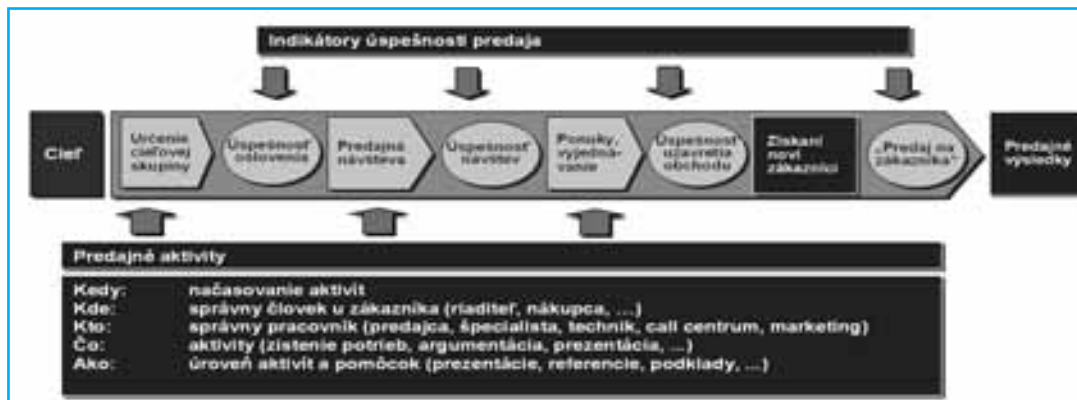 Indikátory úspešnosti predaja
Cieľ
Určenie
cieľovej
skupiny
Úspešnosť
oslovenia
Predajná
návšteva
Úspešnosť
návštev
Ponuky,
vyjedná-
vanie
Úspešnosť
uzavretia
obchodu
Získaní
noví
zákazníci
„Predaj na
zákazníka“
Predajné
výsledky
Predajné aktivity
Kedy: načasovanie aktivít
Kde: správny človek u zákazníka (riaditeľ, nákupca, ...)
Kto: správny pracovník (predajca, špecialista, technik, call centrum, marketing)
Čo: aktivity (zistenie potrieb, argumentácia, prezentácia, ...)
Ako: úroveň aktivít a pomôcok (prezentácie, referencie, podklady, ...)